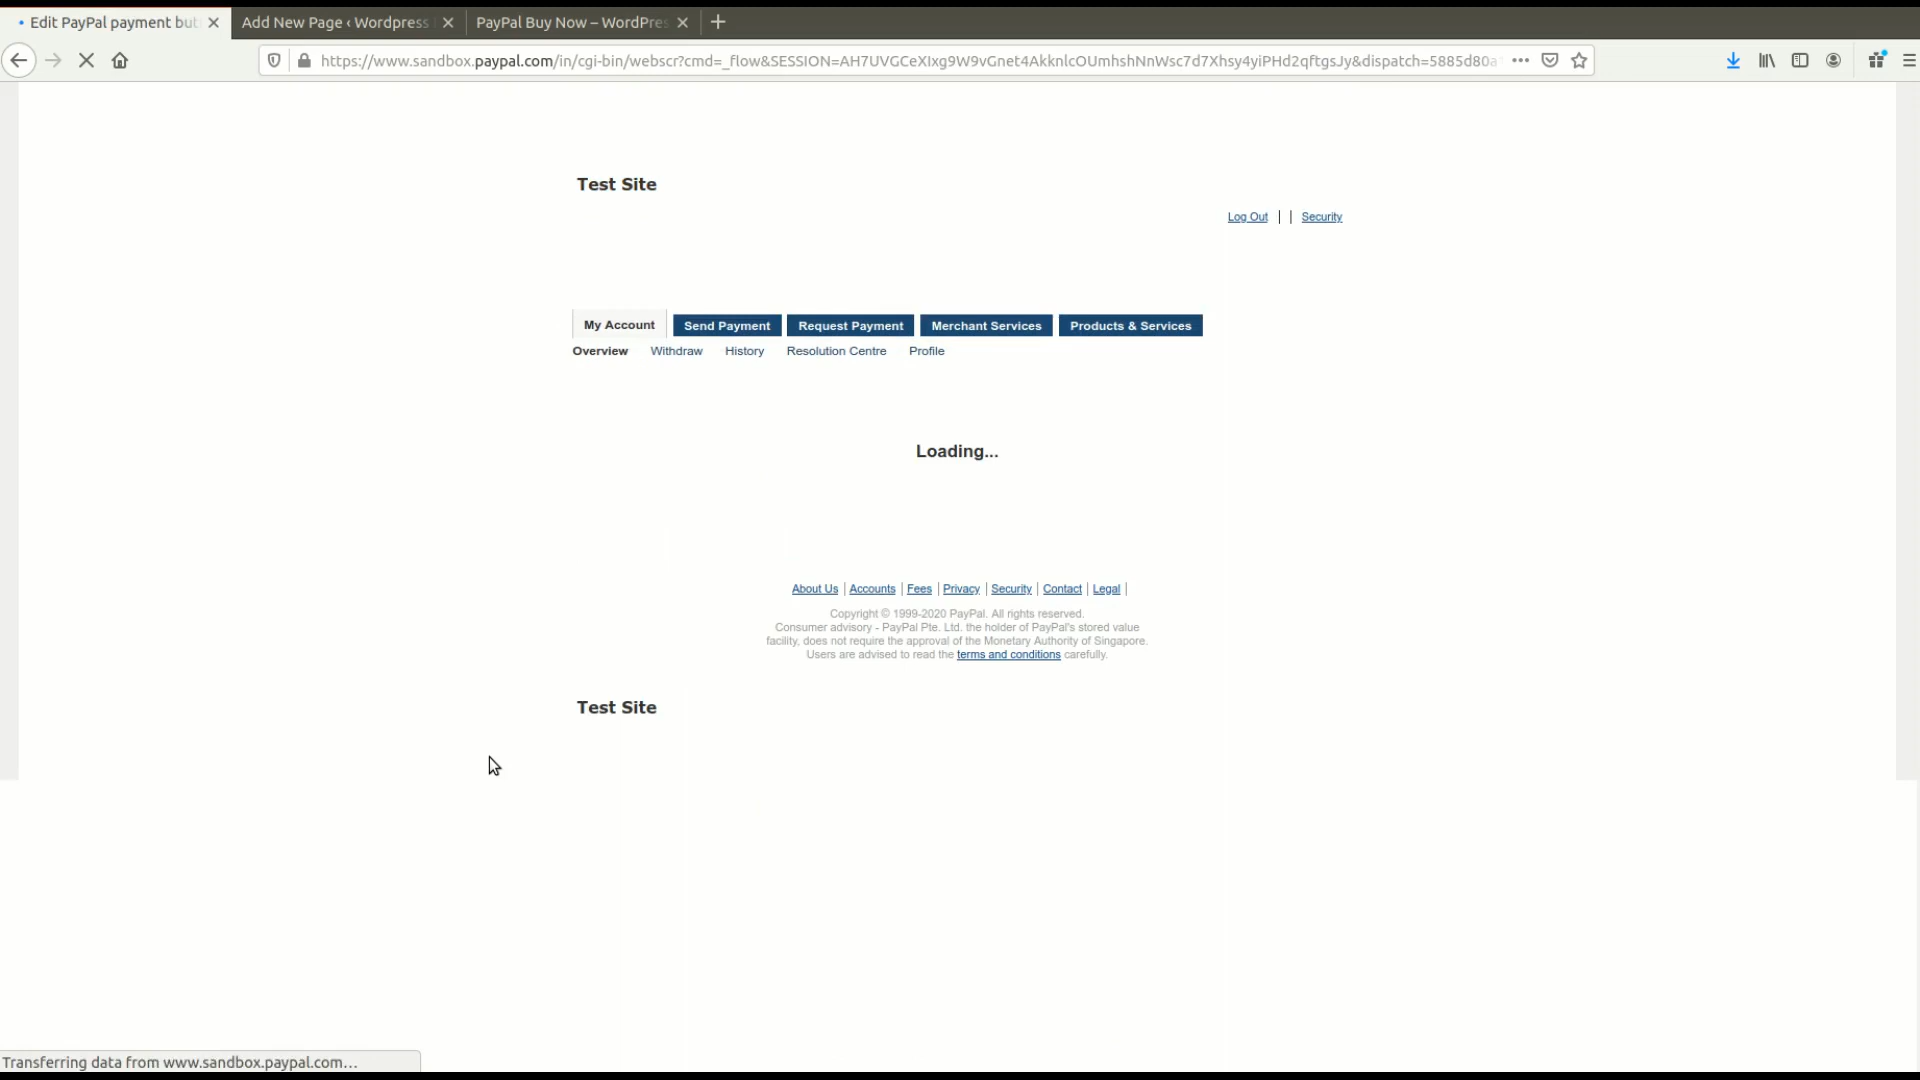 Edit PayPal payment but
Add New Page ‹ Wordpress
PayPal Buy Now – WordPres
https://www.sandbox.paypal.com/in/cgi-bin/webscr?cmd=_flow&SESSION=AH7UVGCeXIxg9W9vGnet4AkknlcOUmhshNnWsc7d7Xhsy4yiPHd2qftgsJy&dispatch=5885d80a
Test Site
Log Out | | Security
My Account Send Payment Request Payment Merchant Services Products & Services
Overview Withdraw History Resolution Centre Profile
Loading...
About Us | Accounts | Fees | Privacy | Security | Contact | Legal |
Copyright © 1999-2020 PayPal. All rights reserved.
Consumer advisory - PayPal Pte. Ltd. the holder of PayPal's stored value
facility, does not require the approval of the Monetary Authority of Singapore.
Users are advised to read the terms and conditions carefully.
Test Site
Transferring data from www.sandbox.paypal.com...